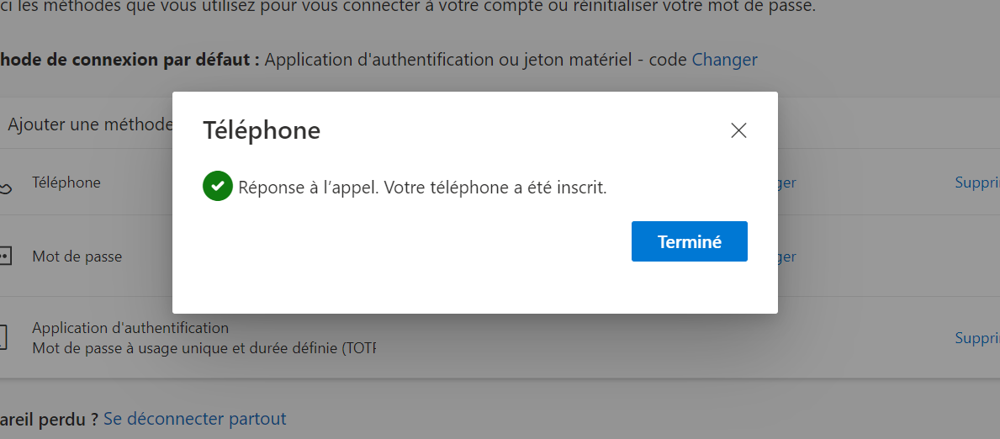 ci les méthodes que vous utilisez pour vous connecter à votre compte ou réinitialiser votre mot de passe.
hode de connexion par défaut : Application d'authentification ou jeton matériel - code Changer
Ajouter une méthode
Téléphone
Réponse à l’appel. Votre téléphone a été inscrit.
Terminé
Téléphone
ger
Suppri
Mot de passe
ger
Application d'authentification
Mot de passe à usage unique et durée définie (TOTP
Suppri
areil perdu ? Se déconnecter partout